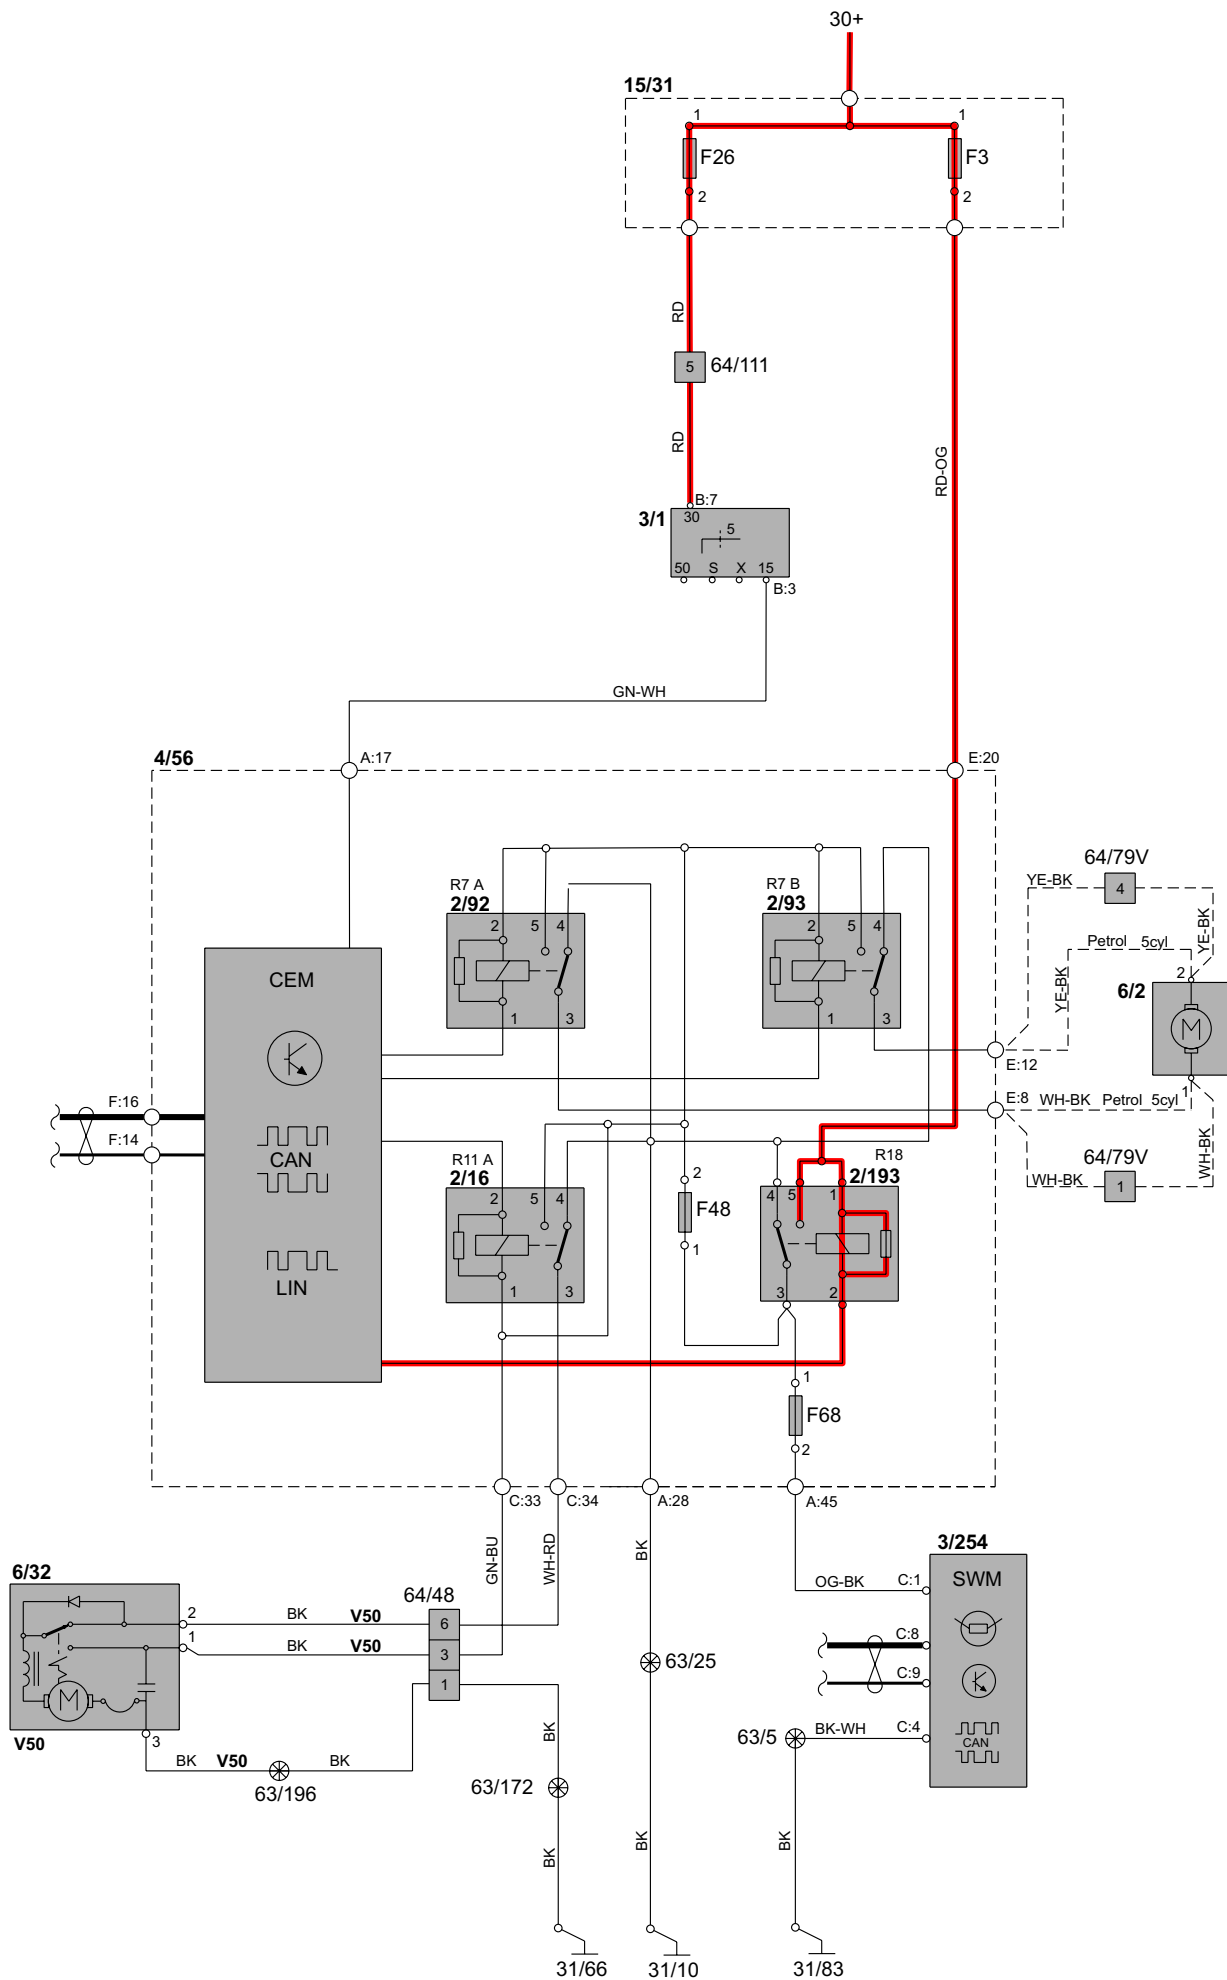 30+
15/31
1
1
F26
F3
2
2
RD
5
64/111
RD
RD-OG
B:7
3/1
30
5
50 S X 15
B:3
GN-WH
4/56
A:17
E:20
64/79V
YE-BK
4
R7 A
2/92
R7 B
2/93
2 5 4
2 5 4
YE-BK
Petrol 5cyl
CEM
2
6/2
YE-BK
M
1 3
1 3
E:12
1
F:16
E:8
WH-BK Petrol 5cyl
F:14
CAN
R11 A
2/16
R18
2/193
64/79V
WH-BK
1
WH-BK
2 5 4
2
F48
1
4 5 1
LIN
1 3
3 2
1
F68
2
C:33
C:34
A:28
A:45
GN-BU
WH-RD
BK
3/254
6/32
OG-BK
C:1
SWM
64/48
2
BK
V50
6
1
BK
V50
3
C:8
63/25
C:9
M
1
V50
3
BK
63/5
BK-WH
C:4
CAN
BK
V50
BK
63/196
63/172
BK
BK
BK
31/66
31/10
31/83